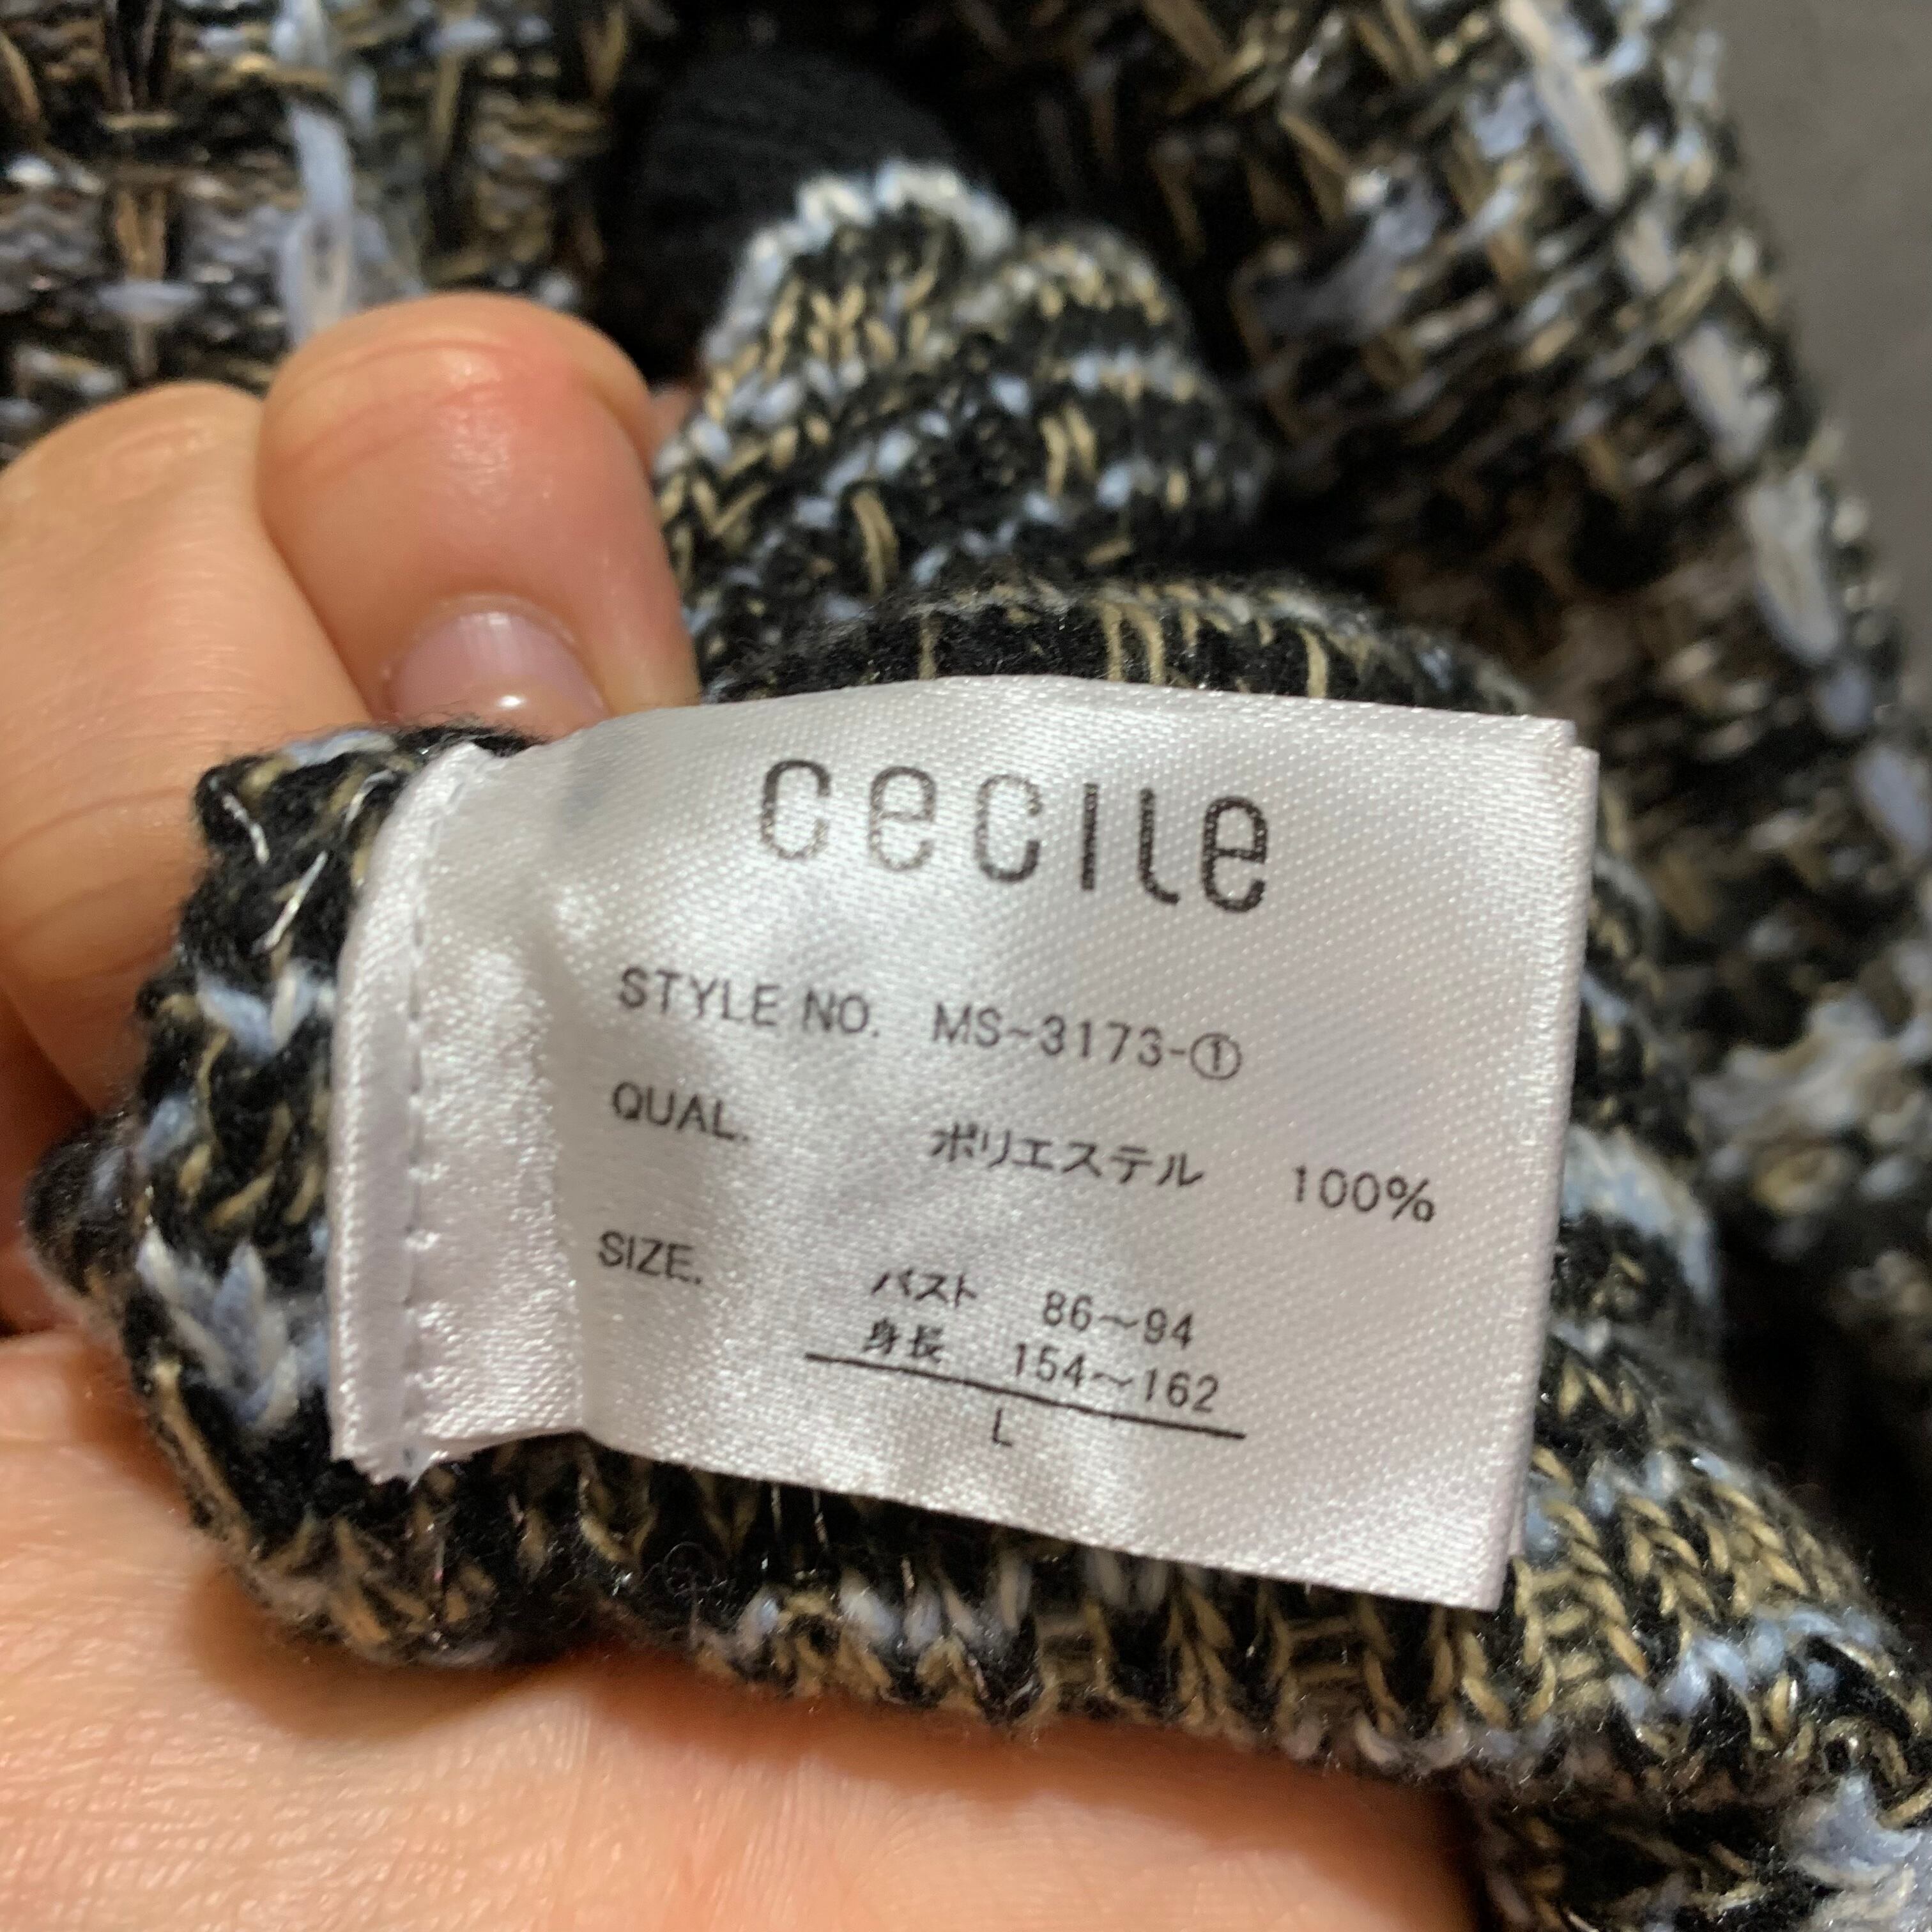 cecile
STYLE NO. MS~3173-①
QUAL. ポリエステル 100%
SIZE. バスト 86～94
身長 154～162
L